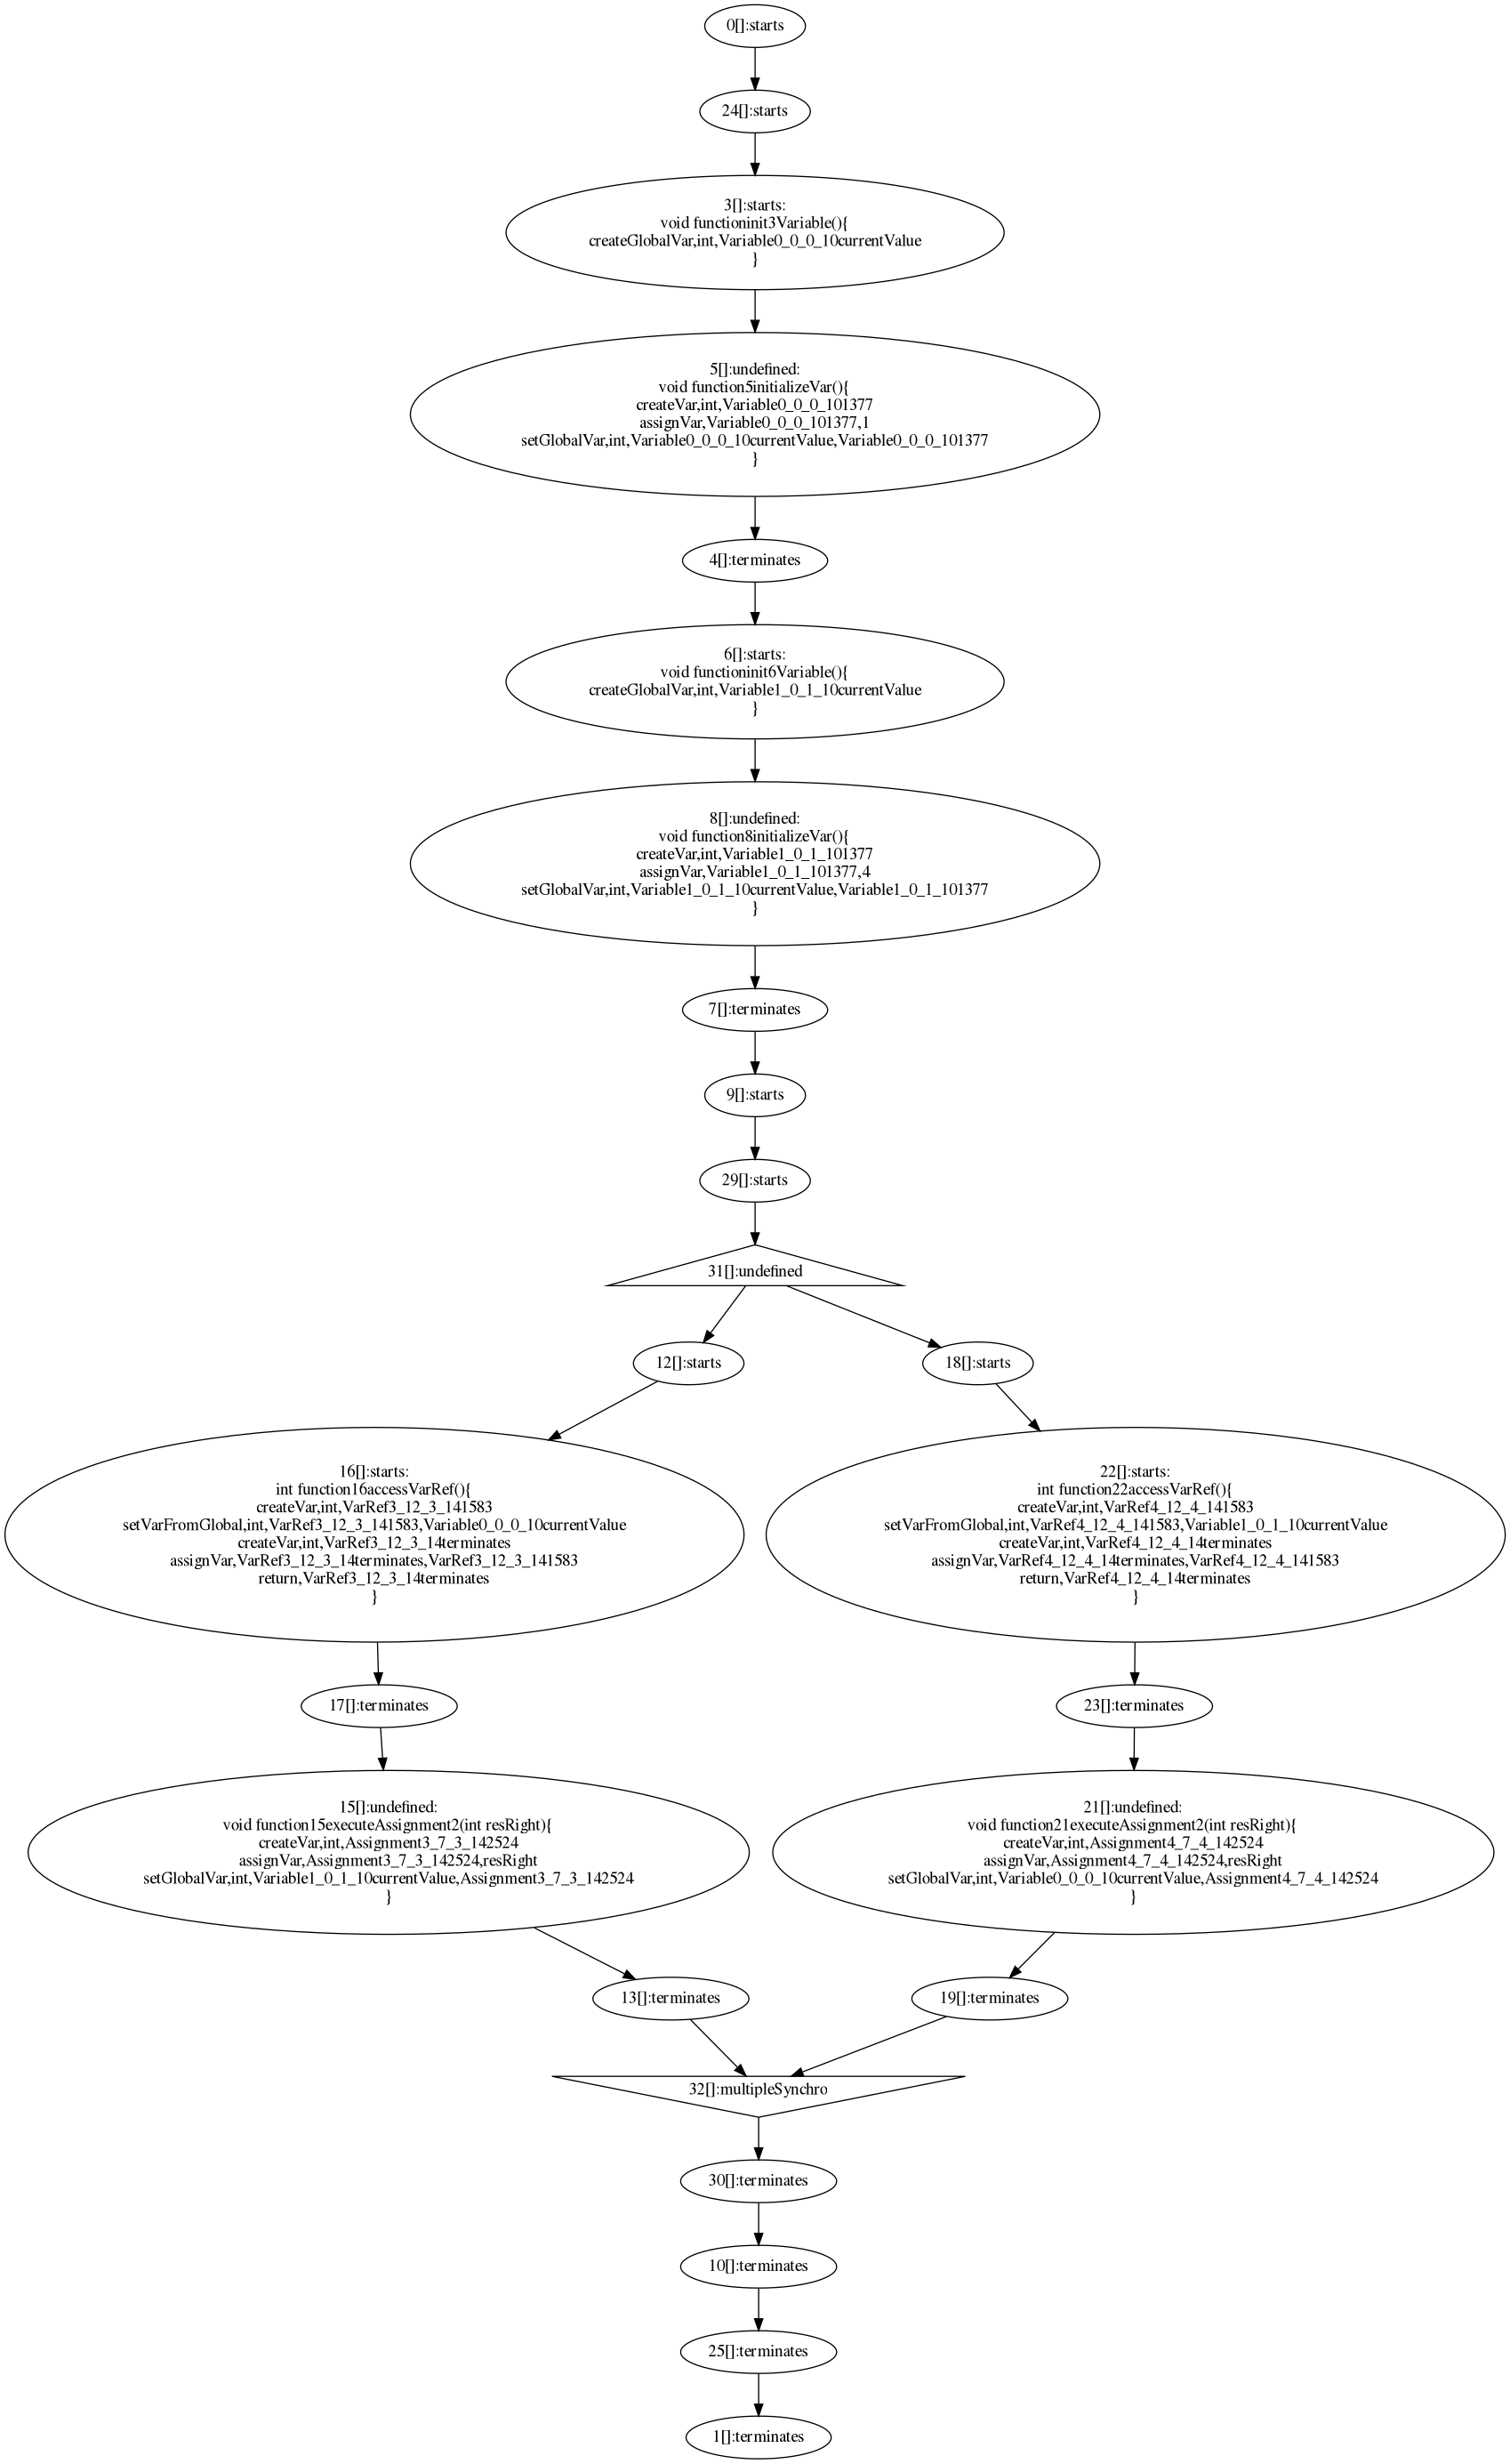 0[]:starts
24[]:starts
3[]:starts:
void functioninit3Variable(){
createGlobalVar,int,Variable0_0_0_10currentValue
}
5[]:undefined:
void function5initializeVar(){
createVar,int,Variable0_0_0_101377
assignVar,Variable0_0_0_101377,1
setGlobalVar,int,Variable0_0_0_10currentValue,Variable0_0_0_101377
}
4[]:terminates
6[]:starts:
void functioninit6Variable(){
createGlobalVar,int,Variable1_0_1_10currentValue
}
8[]:undefined:
void function8initializeVar(){
createVar,int,Variable1_0_1_101377
assignVar,Variable1_0_1_101377,4
setGlobalVar,int,Variable1_0_1_10currentValue,Variable1_0_1_101377
}
7[]:terminates
9[]:starts
29[]:starts
31[]:undefined
12[]:starts
18[]:starts
16[]:starts:
int function16accessVarRef(){
createVar,int,VarRef3_12_3_141583
setVarFromGlobal,int,VarRef3_12_3_141583,Variable0_0_0_10currentValue
createVar,int,VarRef3_12_3_14terminates
assignVar,VarRef3_12_3_14terminates,VarRef3_12_3_141583
return,VarRef3_12_3_14terminates
}
22[]:starts:
int function22accessVarRef(){
createVar,int,VarRef4_12_4_141583
setVarFromGlobal,int,VarRef4_12_4_141583,Variable1_0_1_10currentValue
createVar,int,VarRef4_12_4_14terminates
assignVar,VarRef4_12_4_14terminates,VarRef4_12_4_141583
return,VarRef4_12_4_14terminates
}
17[]:terminates
23[]:terminates
15[]:undefined:
void function15executeAssignment2(int resRight){
createVar,int,Assignment3_7_3_142524
assignVar,Assignment3_7_3_142524,resRight
setGlobalVar,int,Variable1_0_1_10currentValue,Assignment3_7_3_142524
}
21[]:undefined:
void function21executeAssignment2(int resRight){
createVar,int,Assignment4_7_4_142524
assignVar,Assignment4_7_4_142524,resRight
setGlobalVar,int,Variable0_0_0_10currentValue,Assignment4_7_4_142524
}
13[]:terminates
19[]:terminates
32[]:multipleSynchro
30[]:terminates
10[]:terminates
25[]:terminates
1[]:terminates